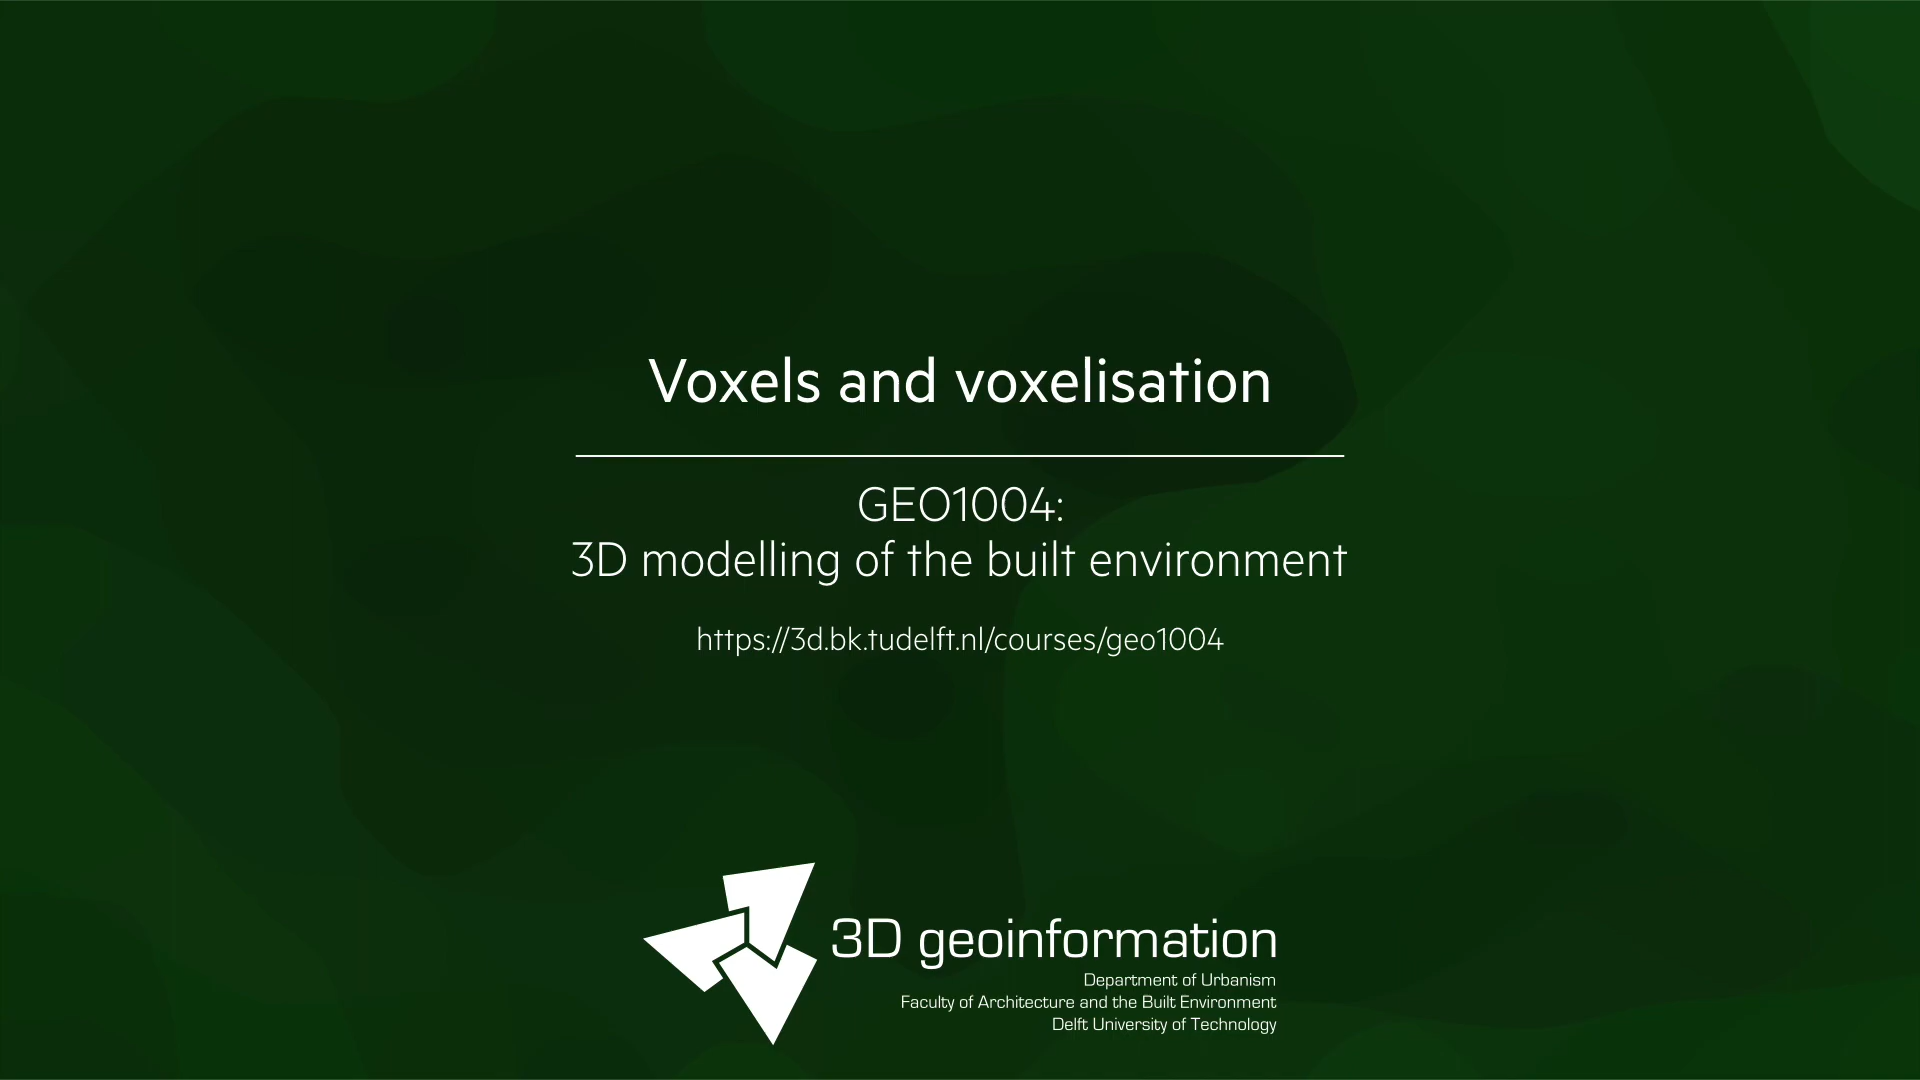 Voxels and voxelisation
GEO1004:
3D modelling of the built environment
https://3d.bk.tudelft.nl/courses/geo1004
3D geoinformation
Department of Urbanism
Faculty of Architecture and the Built Environment
Delft University of Technology